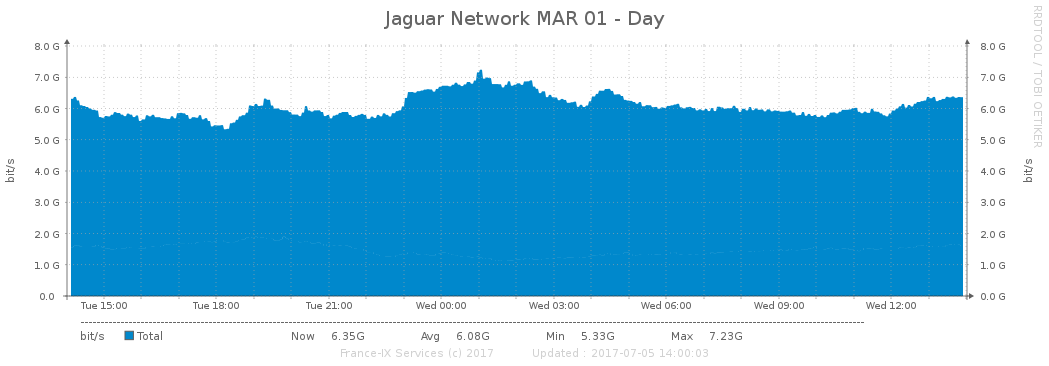 Jaguar Network MAR 01 - Day
RRDTOOL / TOBI OETIKER
bit/s
8.0 G 8.0 G
7.0 G 7.0 G
6.0 G 6.0 G
5.0 G 5.0 G
4.0 G 4.0 G
3.0 G 3.0 G
2.0 G 2.0 G
1.0 G 1.0 G
0.0 0.0 G
bit/s
Tue 15:00 Tue 18:00 Tue 21:00 Wed 00:00 Wed 03:00 Wed 06:00 Wed 09:00 Wed 12:00
bit/s Total Now 6.35G Avg 6.08G Min 5.33G Max 7.23G
France-IX Services (c) 2017 Updated : 2017-07-05 14:00:03